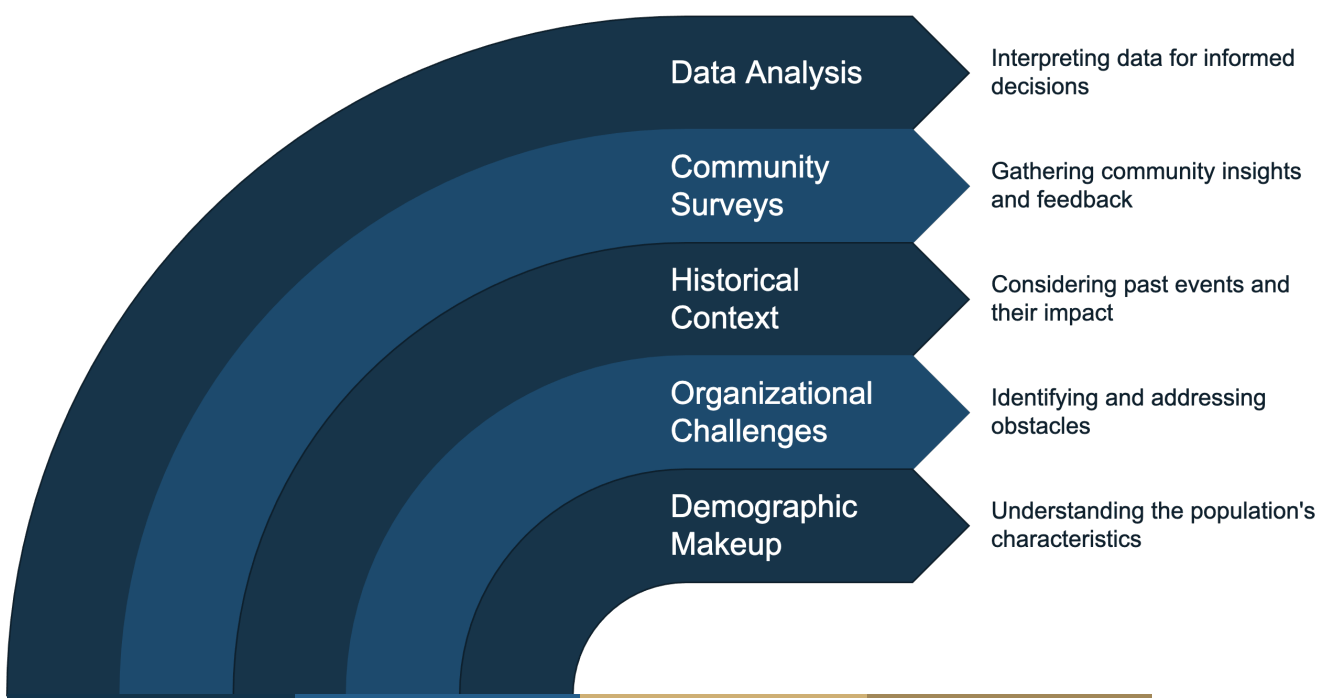 Data Analysis
Interpreting data for informed
decisions
Community
Surveys
Gathering community insights
and feedback
Historical
Context
Considering past events and
their impact
Organizational
Challenges
Identifying and addressing
obstacles
Demographic
Makeup
Understanding the population's
characteristics